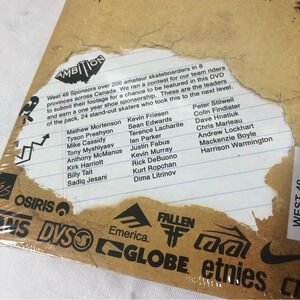 AMBITION
West 49 Sponsors over 200 amateur skateboarders in 8
provinces across Canada. We ran a contest for our team riders
to submit their footage for a chance to be featured in this DVD
and earn a one year shoe sponsorship. These are the leaders
of the pack, 24 stand-out skaters who took this to the next level.
Mathew Mortenson
Tyson Preshyon
Mike Cassidy
Tony Myshlyaev
Anthony McManus
Kirk Harriott
Billy Tait
Sadiq Jesani
Kevin Friesen
Sean Edwards
Terence Lacharite
Ian Parker
Justin Fabus
Kevin Murray
Rick DeBuono
Kurt Ropchan
Dima Litrinov
Peter Stilwell
Colin Findlater
Dave Hnatiuk
Chris Marleau
Andrew Lockhart
Mackenzie Boyle
Harrison Warmington
OSIRIS
DVS
Emerica.
FALLEN
GLOBE
etnies
WEST